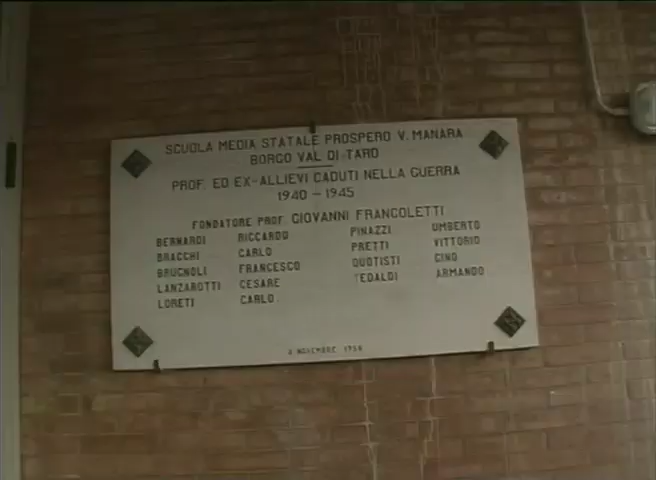 SCUOLA MEDIA STATALE PROSPERO V. MANARA
BORGO VAL DI TARO
PROF. ED EX-ALLIEVI CADUTI NELLA GUERRA
1940 - 1945
FONDATORE PROF. GIOVANNI FRANCOLETTI
BERNARDI RICCARDO PINAZZI UMBERTO
BRACCHI CARLO PRETTI VITTORIO
BRUGNOLI FRANCESCO QUOTISTI GINO
LANZAROTTI CESARE TEDALDI ARMANDO
LORETI CARLO
NOVEMBRE